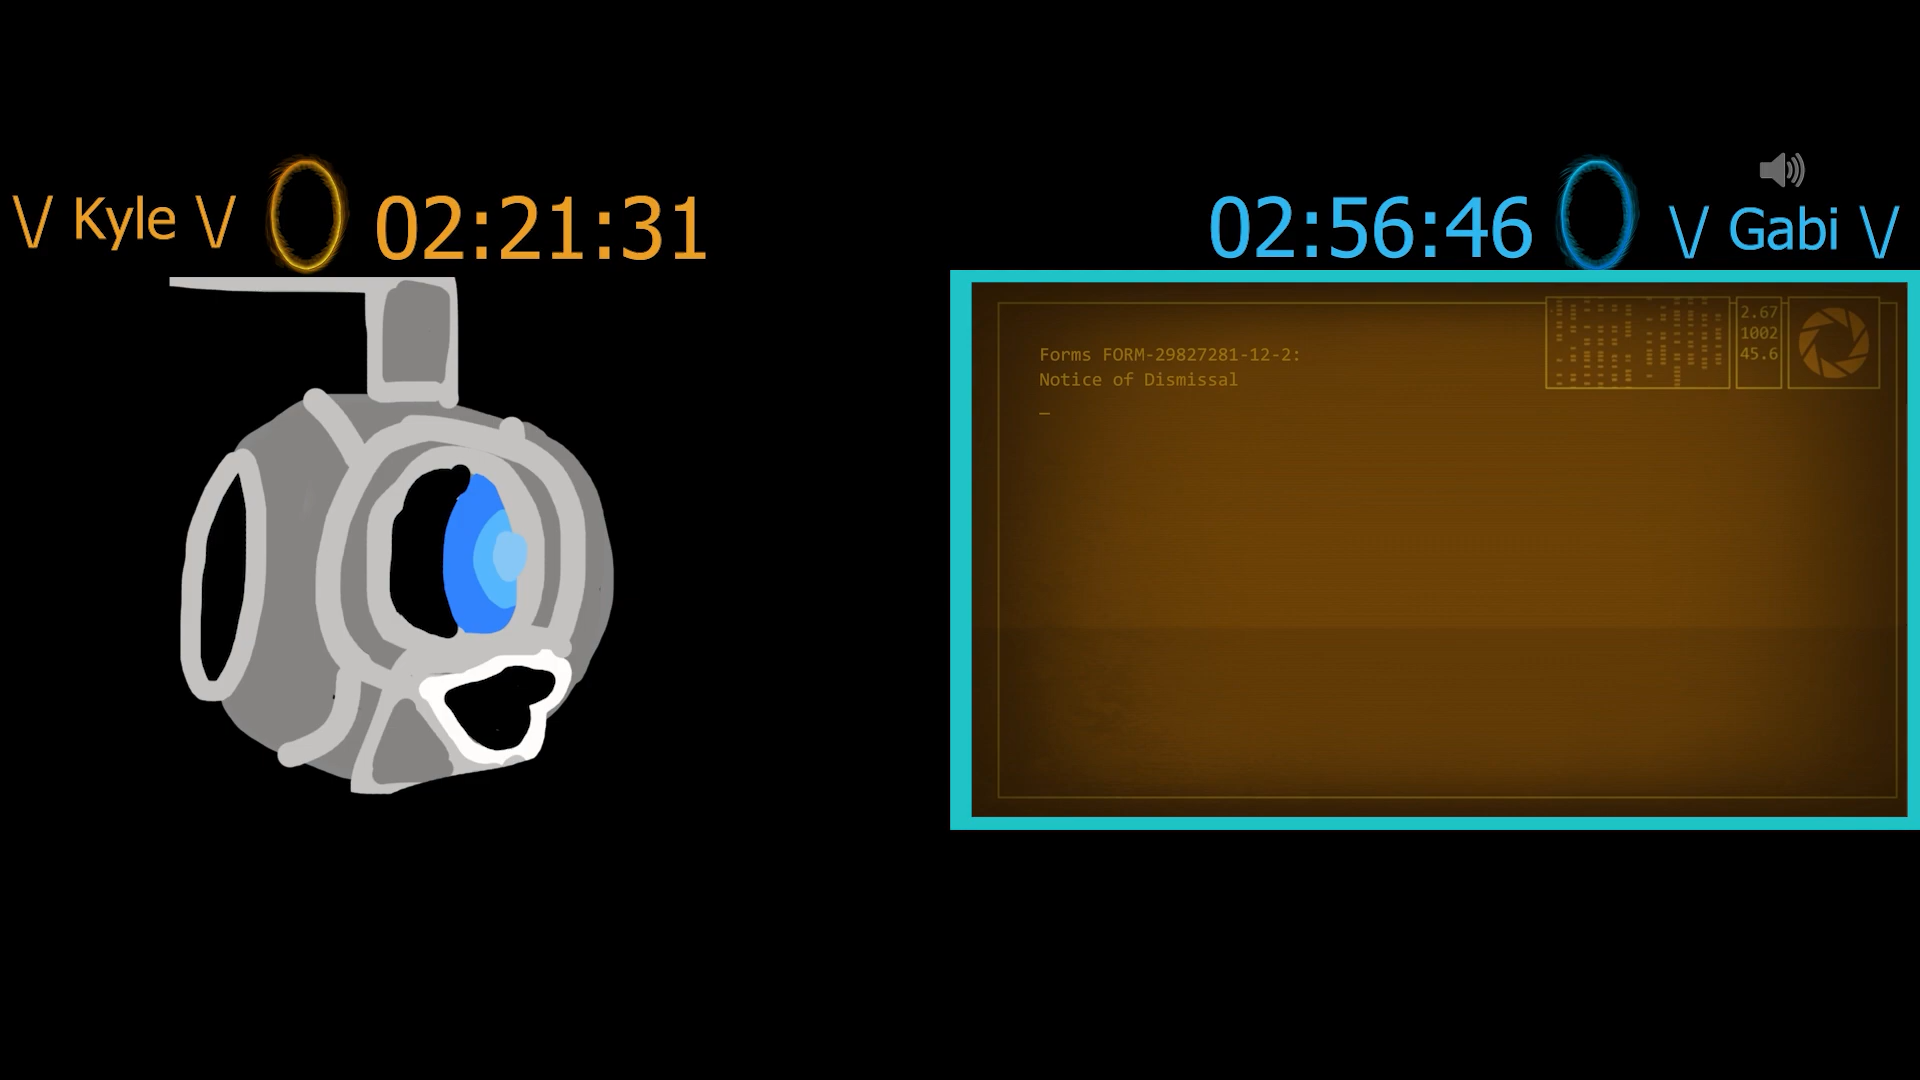 \/ Kyle \/ 02:21:31
02:56:46 \/ Gabi \/
Forms FORM-29827281-12-2:
Notice of Dismissal
_
2.67
1002
45.6